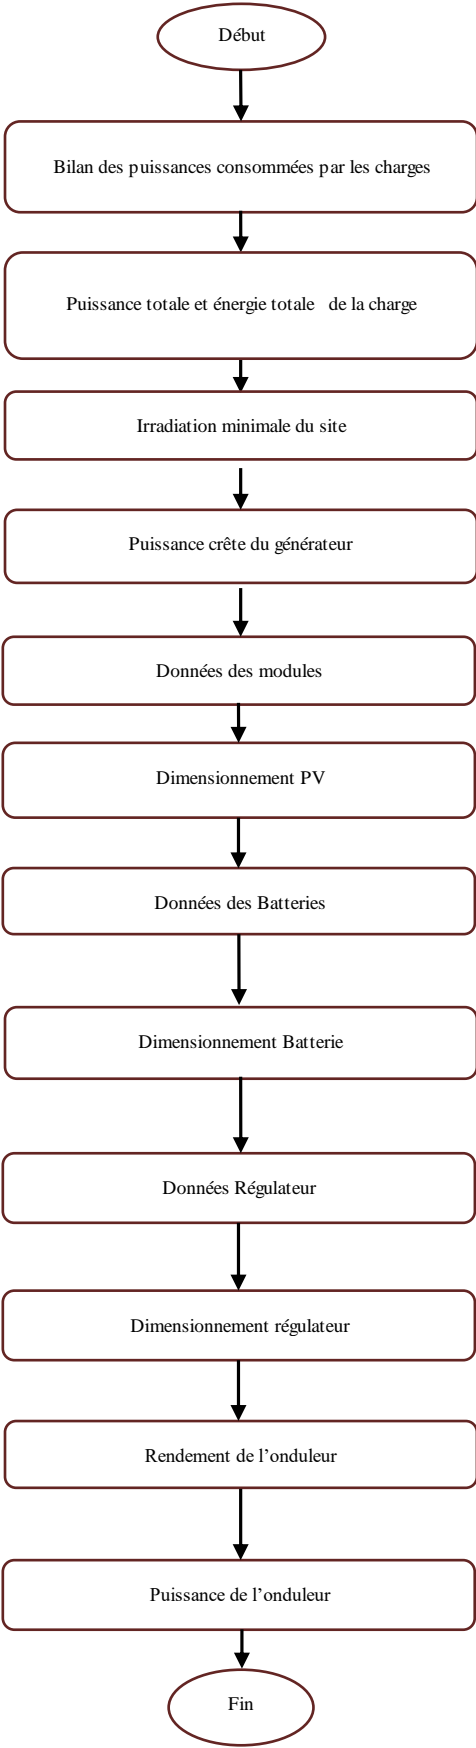 Début
Bilan des puissances consommées par les charges
Puissance totale et énergie totale de la charge
Irradiation minimale du site
Puissance crête du générateur
Données des modules
Dimensionnement PV
Données des Batteries
Dimensionnement Batterie
Données Régulateur
Dimensionnement régulateur
Rendement de l’onduleur
Puissance de l’onduleur
Fin